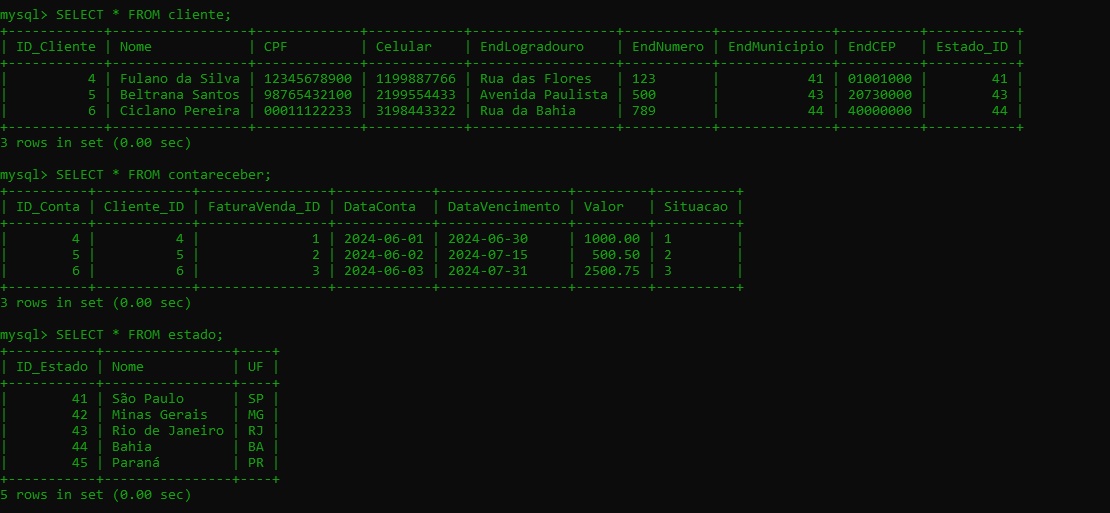 mysql> SELECT * FROM cliente;
+------------+-----------------+-------------+------------+------------------+-----------+--------------+----------+-----------+
| ID_Cliente | Nome            | CPF         | Celular    | EndLogradouro    | EndNumero | EndMunicipio | EndCEP   | Estado_ID |
+------------+-----------------+-------------+------------+------------------+-----------+--------------+----------+-----------+
|          4 | Fulano da Silva | 12345678900 | 1199887766 | Rua das Flores   | 123       |           41 | 01001000 |        41 |
|          5 | Beltrana Santos | 98765432100 | 2199554433 | Avenida Paulista | 500       |           43 | 20730000 |        43 |
|          6 | Ciclano Pereira | 00011122233 | 3198443322 | Rua da Bahia     | 789       |           44 | 40000000 |        44 |
+------------+-----------------+-------------+------------+------------------+-----------+--------------+----------+-----------+
3 rows in set (0.00 sec)

mysql> SELECT * FROM contareceber;
+----------+------------+----------------+------------+----------------+---------+----------+
| ID_Conta | Cliente_ID | FaturaVenda_ID | DataConta  | DataVencimento | Valor   | Situacao |
+----------+------------+----------------+------------+----------------+---------+----------+
|        4 |          4 |              1 | 2024-06-01 | 2024-06-30     | 1000.00 | 1        |
|        5 |          5 |              2 | 2024-06-02 | 2024-07-15     |  500.50 | 2        |
|        6 |          6 |              3 | 2024-06-03 | 2024-07-31     | 2500.75 | 3        |
+----------+------------+----------------+------------+----------------+---------+----------+
3 rows in set (0.00 sec)

mysql> SELECT * FROM estado;
+-----------+----------------+----+
| ID_Estado | Nome           | UF |
+-----------+----------------+----+
|        41 | São Paulo      | SP |
|        42 | Minas Gerais   | MG |
|        43 | Rio de Janeiro | RJ |
|        44 | Bahia          | BA |
|        45 | Paraná         | PR |
+-----------+----------------+----+
5 rows in set (0.00 sec)